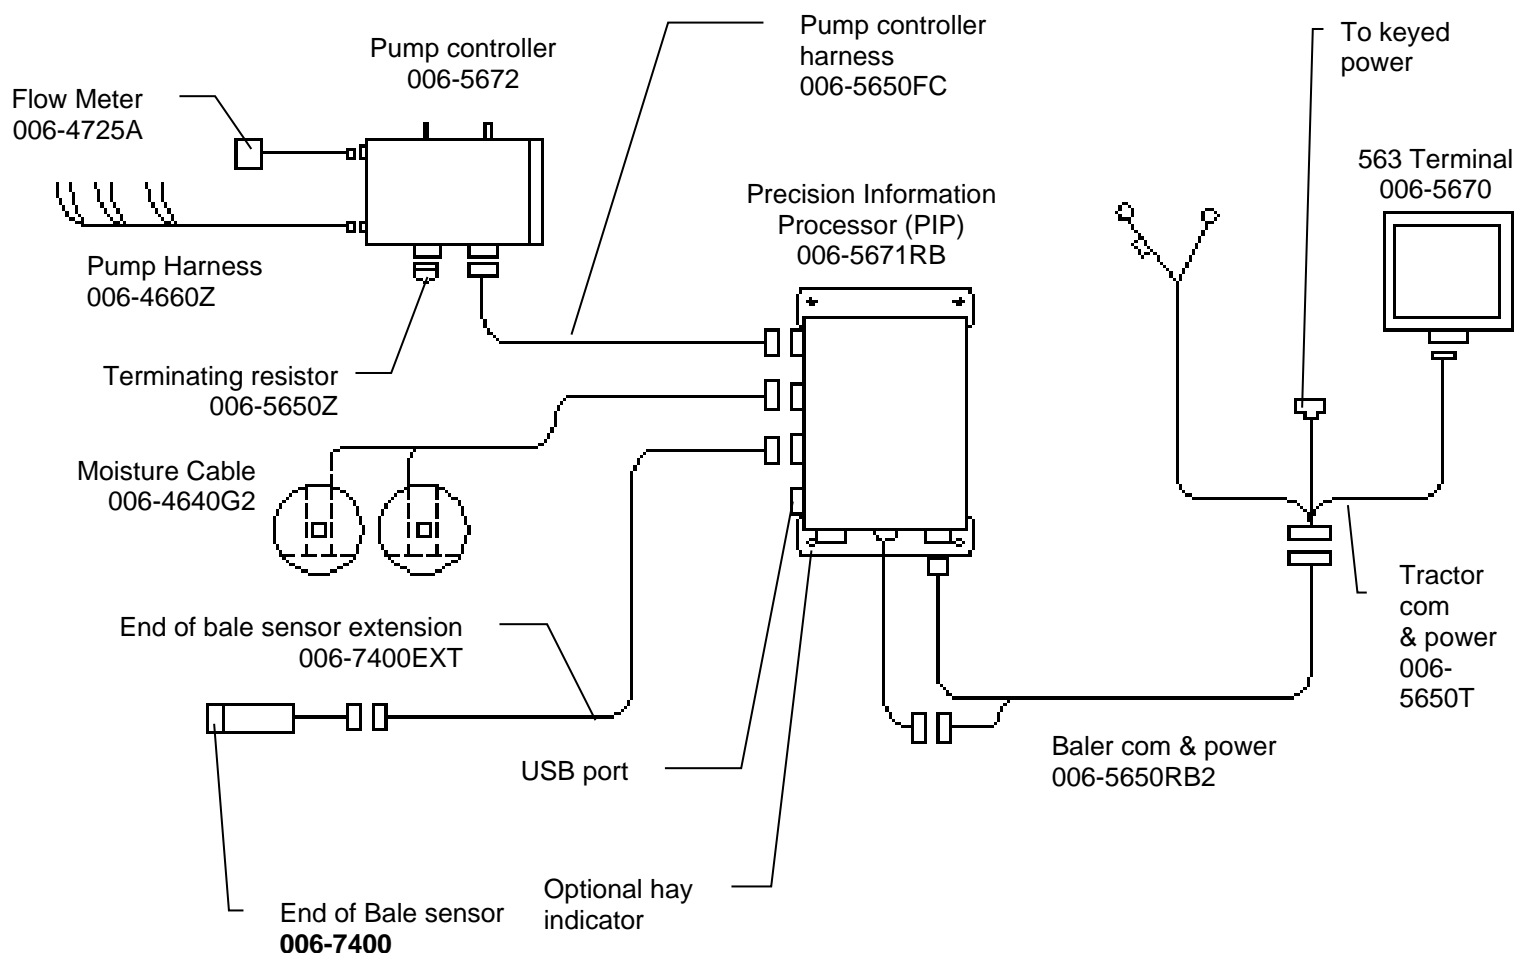 Pump controller
006-5672
Pump controller
harness
006-5650FC
To keyed
power
Flow Meter
006-4725A
563 Terminal
006-5670
Precision Information
Processor (PIP)
006-5671RB
Pump Harness
006-4660Z
Terminating resistor
006-5650Z
Moisture Cable
006-4640G2
Tractor
com
& power
006-
5650T
End of bale sensor extension
006-7400EXT
USB port
Baler com & power
006-5650RB2
Optional hay
indicator
End of Bale sensor
006-7400